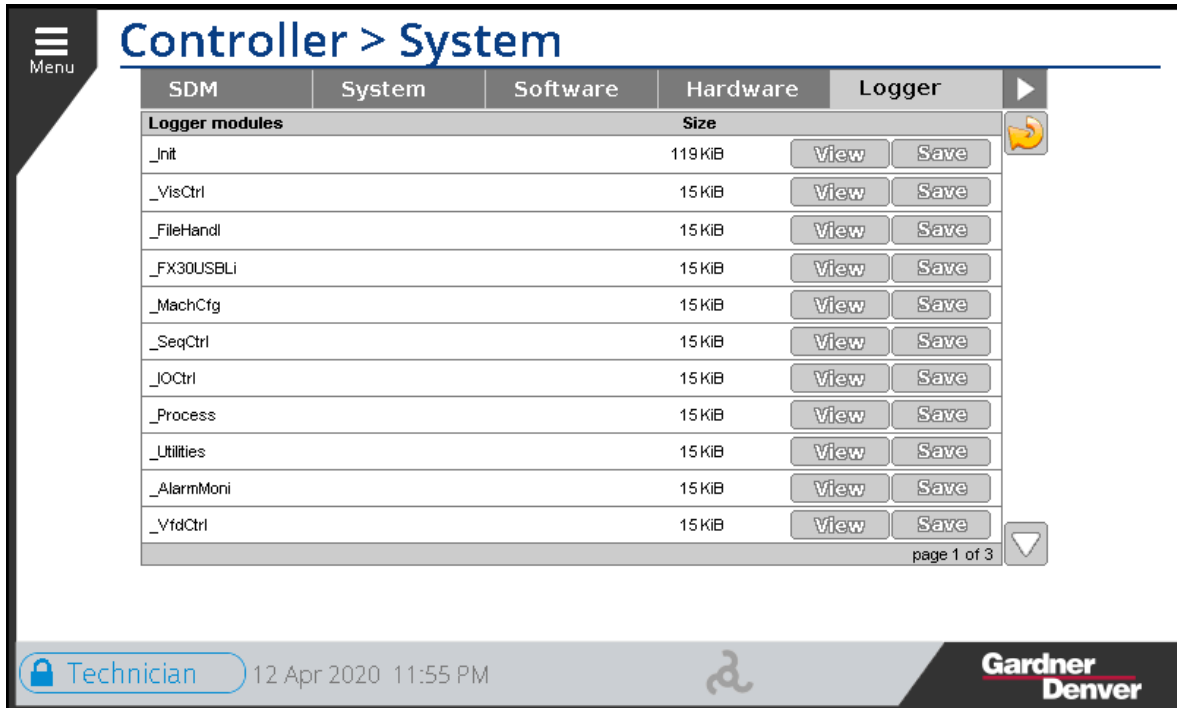 Menu
Controller > System
SDM System Software Hardware Logger
Logger modules Size
_Init 119 KiB View Save
_VisCtrl 15 KiB View Save
_FileHandl 15 KiB View Save
_FX30USBLi 15 KiB View Save
_MachCfg 15 KiB View Save
_SeqCtrl 15 KiB View Save
_IOCtrl 15 KiB View Save
_Process 15 KiB View Save
_Utilities 15 KiB View Save
_AlarmMoni 15 KiB View Save
_VfdCtrl 15 KiB View Save
page 1 of 3
Technician 12 Apr 2020 11:55 PM
Gardner
Denver